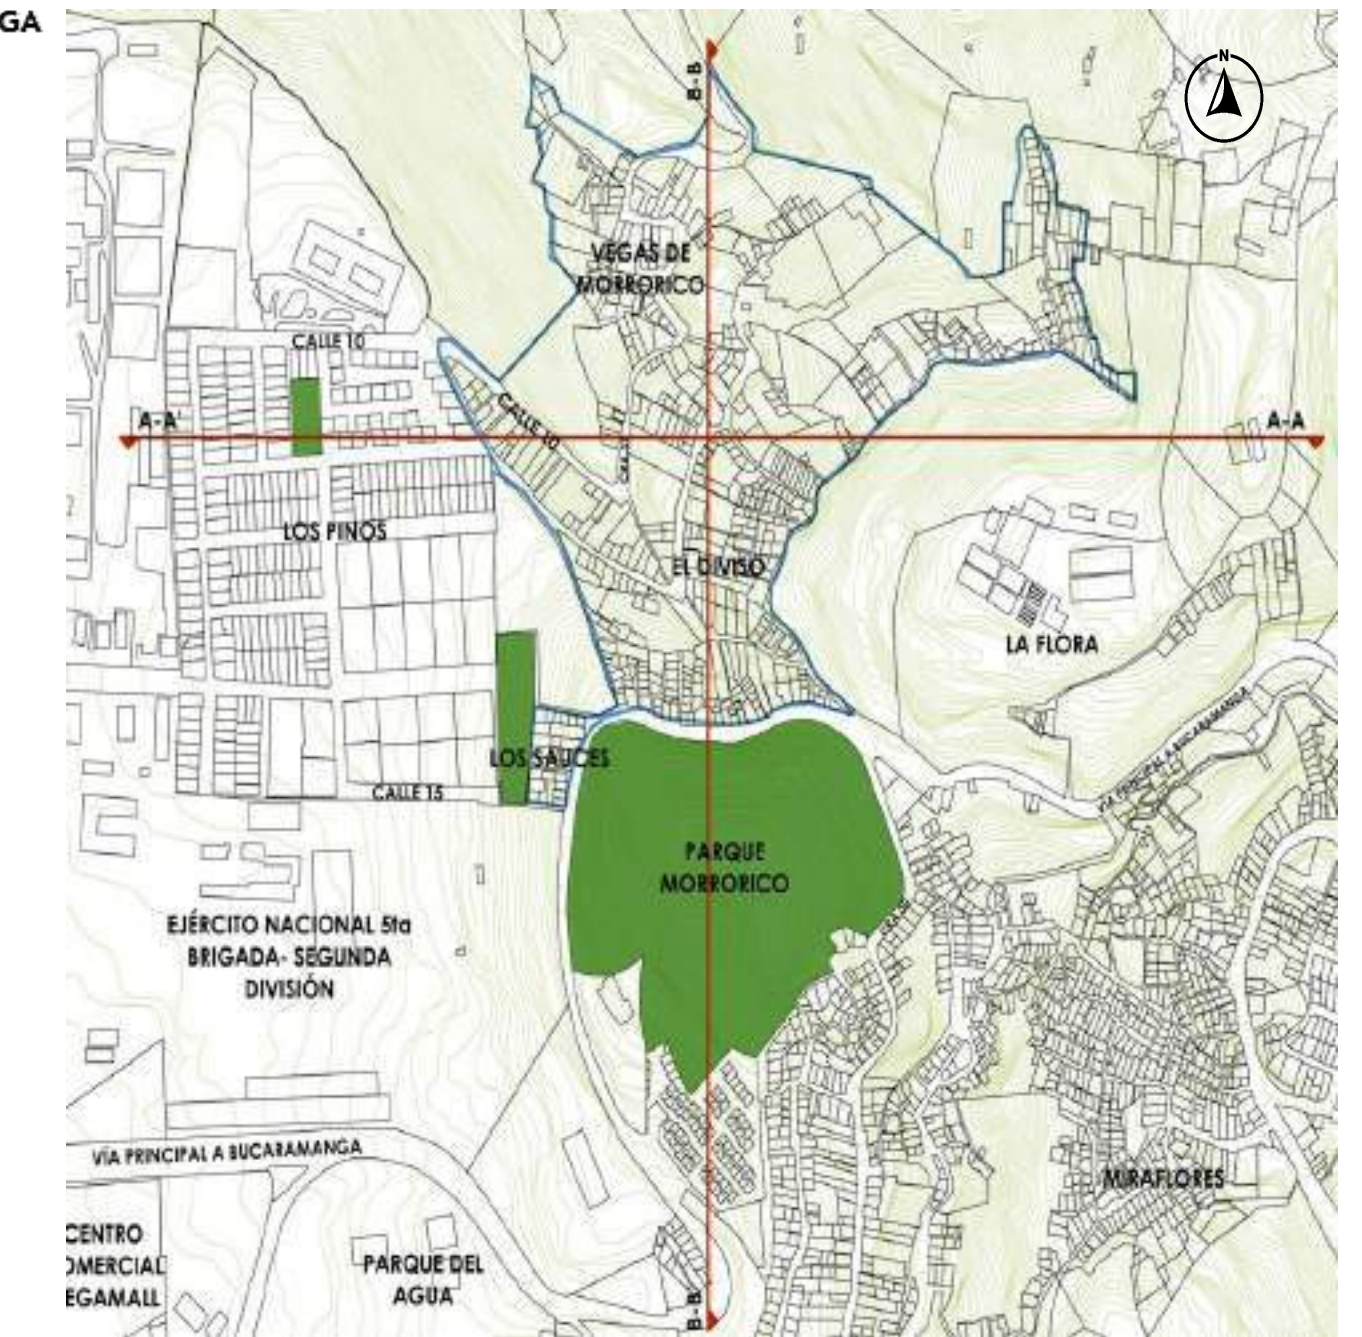 GA
N
B-B
VEGAS DE
MORRORICO
CALLE 10
A-A
CALLE 10
A-A
LOS PINOS
EL DIVISO
LA FLORA
VÍA PRINCIPAL A BUCARAMANGA
LOS SAUCES
CALLE 15
PARQUE
MORRORICO
EJÉRCITO NACIONAL 5ta
BRIGADA- SEGUNDA
DIVISIÓN
VÍA PRINCIPAL A BUCARAMANGA
MIRAFLORES
CENTRO
OMERCIAL
EGAMALL
PARQUE DEL
AGUA
B-B